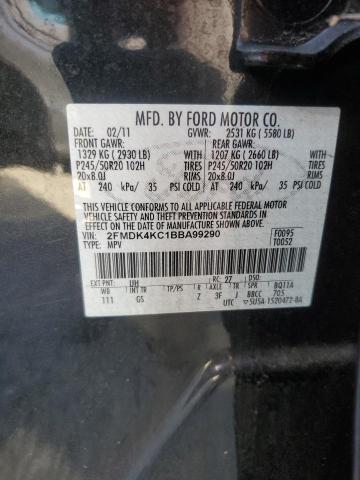 MFD. BY FORD MOTOR CO.
02/11 GVWR: 2531 KG ( 5580 LB)
FRONT GAWR: REAR GAWR:
1329 KG ( 2930 LB) WITH 1207 KG ( 2660 LB) WITH
P245/50R20 102H TIRES P245/50R20 102H TIRES
20x8.0J RIMS 20x8.0J RIMS
AT 240 kPa/ 35 PSI COLD AT 240 kPa/ 35 PSI COLD
THIS VEHICLE CONFORMS TO ALL APPLICABLE FEDERAL MOTOR
VEHICLE SAFETY AND THEFT PREVENTION STANDARDS IN
EFFECT ON THE DATE OF MANUFACTURE SHOWN ABOVE.
VIN: 2FMDK4KC1BBA99290 F0095
TYPE: MPV T0052
EXT PNT: UH RC: 27 DSO:
WB INT TR TP/PS R AXLE TR SPR BQ11A
111 GS Z 3F J BBCC 705
UTC 5USA-1520472-BA